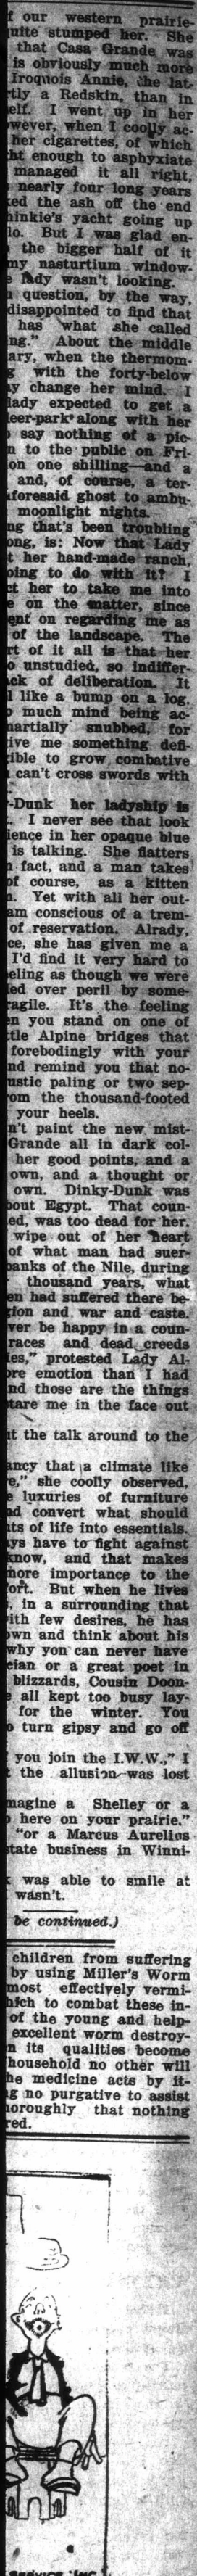 our western prairie-
quite stumped her. She
that Casa Grande was
is obviously much more
Iroquois Annie, the lat-
tly a Redskin, than in
elf. I went up in her
wever, when I coolly ac-
her cigarettes, of which
ht enough to asphyxiate
managed it all right,
nearly four long years
ked the ash off the end
hinkie's yacht going up
lo. But I was glad en-
the bigger half of it
my nasturtium window-
lady wasn't looking.
question, by the way,
disappointed to find that
has what she called
ng." About the middle
ary, when the thermom-
g with the forty-below
y change her mind. I
lady expected to get a
deer-park along with her
say nothing of a pic-
n to the public on Fri-
on one shilling—and a
and, of course, a ter-
aforesaid ghost to ambu-
moonlight nights.
ng that's been troubling
ong, is: Now that Lady
t her hand-made ranch,
oing to do with it? I
ct her to take me into
e on the matter, since
ent on regarding me as
of the landscape. The
rt of it all is that her
o unstudied, so indiffer-
ack of deliberation. It
l like a bump on a log.
o much mind being ac-
martially snubbed, for
ive me something defi-
ible to grow combative
can't cross swords with
-Dunk her ladyship is
I never see that look
ience in her opaque blue
is talking. She flatters
fact, and a man takes
of course, as a kitten
Yet with all her out-
am conscious of a trem-
of reservation. Alrady,
ce, she has given me a
I'd find it very hard to
eling as though we were
ied over peril by some-
ragile. It's the feeling
en you stand on one of
tle Alpine bridges that
forebodingly with your
nd remind you that no-
ustic paling or two sep-
om the thousand-footed
your heels.
n't paint the new mist-
Grande all in dark col-
her good points, and a
own, and a thought or
own. Dinky-Dunk was
bout Egypt. That coun-
ed, was too dead for her.
wipe out of her heart
of what man had suer-
anks of the Nile, during
thousand years, what
en had suffered there be-
gion and war and caste.
ver be happy in a coun-
races and dead creeds
ies," protested Lady Al-
ore emotion than I had
nd those are the things
stare me in the face out
ht the talk around to the
ancy that a climate like
e," she coolly observed,
luxuries of furniture
nd convert what should
nts of life into essentials.
ys have to fight against
know, and that makes
more importance to the
ort. But when he lives
, in a surrounding that
ith few desires, he has
own and think about his
why you can never have
cian or a great poet in
blizzards, Cousin Doon-
all kept too busy lay-
for the winter. You
o turn gipsy and go off
you join the I.W.W.," I
t the allusion was lost
magine a Shelley or a
here on your prairie."
"or a Marcus Aurelius
state business in Winni-
was able to smile at
wasn't.
be continued.)
children from suffering
by using Miller's Worm
most effectively vermi-
hich to combat these in-
of the young and help-
excellent worm destroy-
n its qualities become
household no other will
he medicine acts by it-
g no purgative to assist
horoughly that nothing
red.
SERVICE INC.